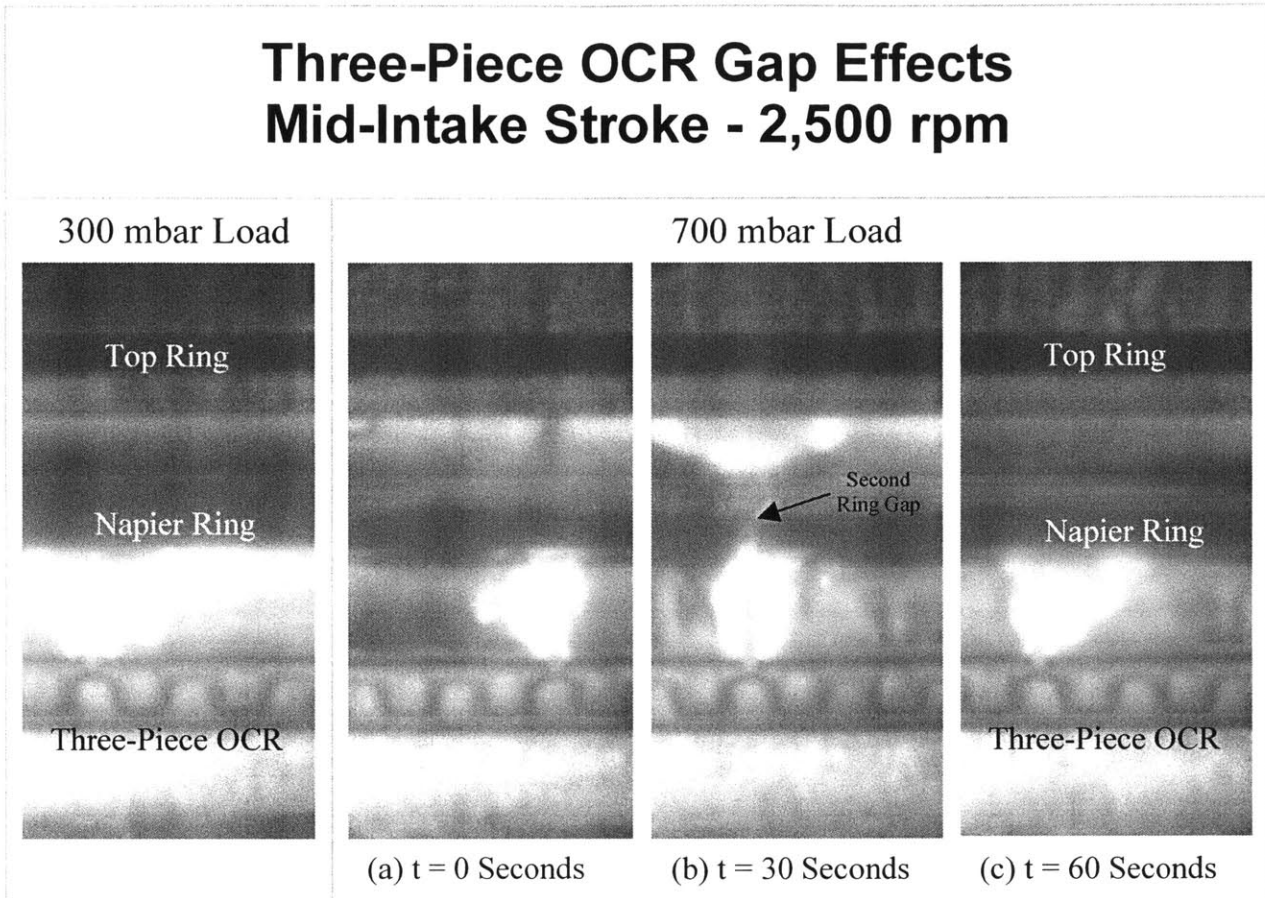 Three-Piece OCR Gap Effects
Mid-Intake Stroke - 2,500 rpm
300 mbar Load
700 mbar Load
Top Ring
Napier Ring
Three-Piece OCR
Second
Ring Gap
Top Ring
Napier Ring
Three-Piece OCR
(a) t = 0 Seconds
(b) t = 30 Seconds
(c) t = 60 Seconds